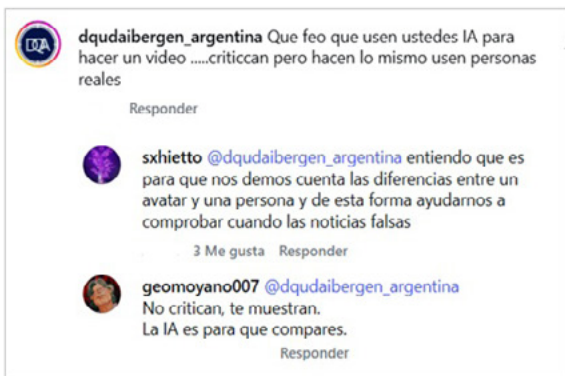 DQA
dqudaibergen_argentina Que feo que usen ustedes IA para
hacer un video .....criticcan pero hacen lo mismo usen personas
reales
Responder
sxhietto @dqudaibergen_argentina entiendo que es
para que nos demos cuenta las diferencias entre un
avatar y una persona y de esta forma ayudarnos a
comprobar cuando las noticias falsas
3 Me gusta Responder
geomoyano007 @dqudaibergen_argentina
No critican, te muestran.
La IA es para que compares.
Responder